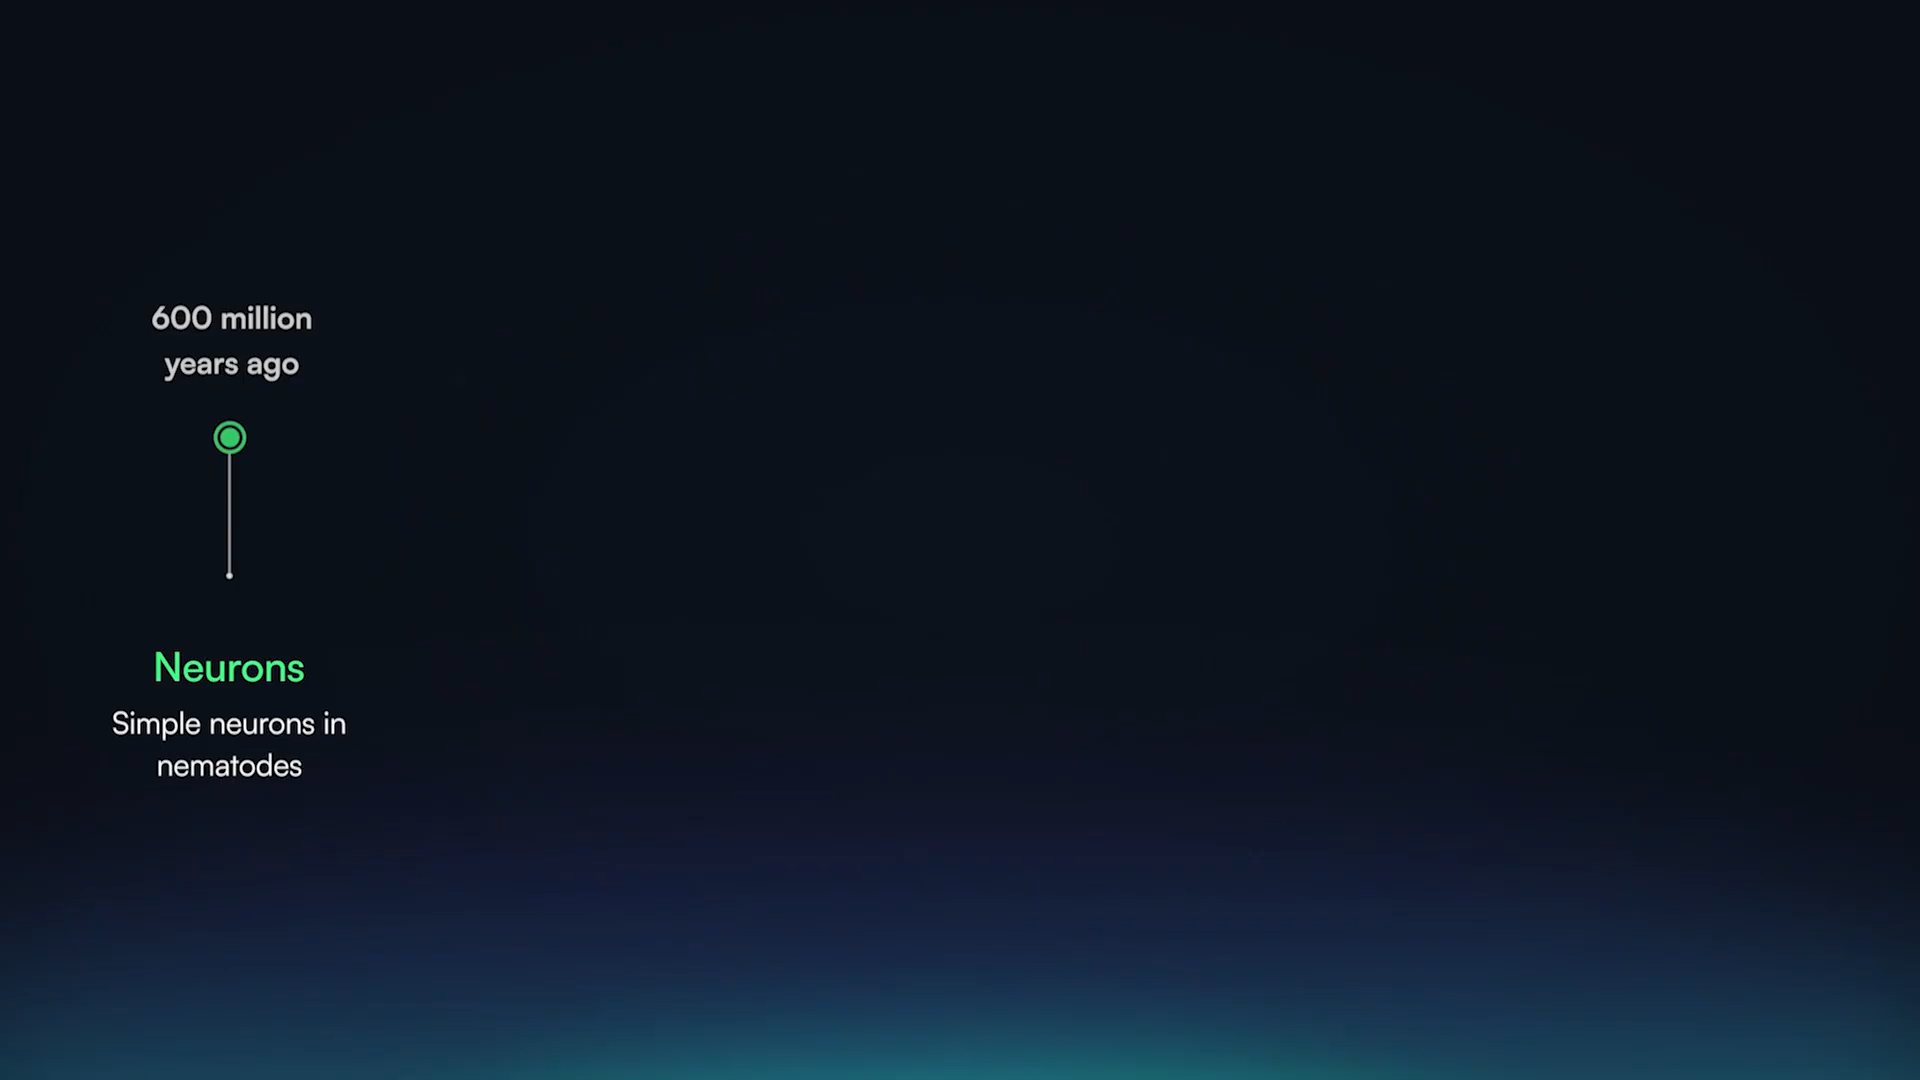 600 million
years ago
Neurons
Simple neurons in
nematodes